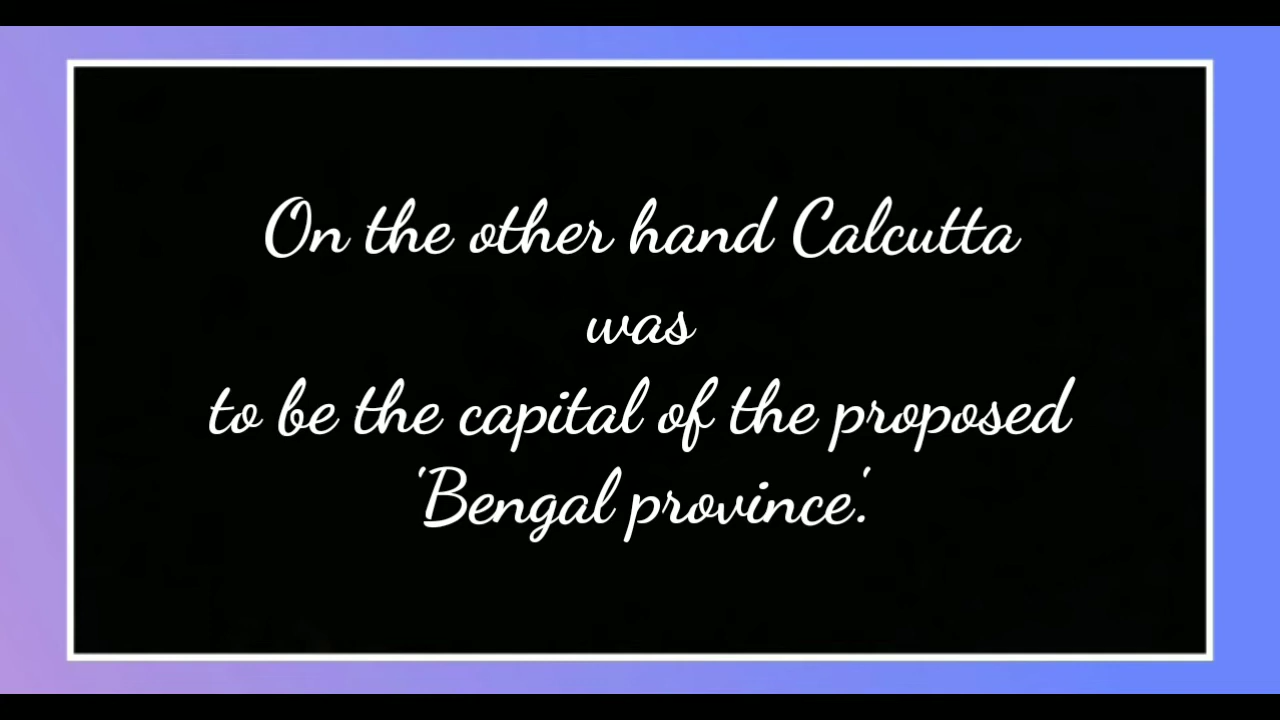 On the other hand Calcutta
was
to be the capital of the proposed
'Bengal province'.